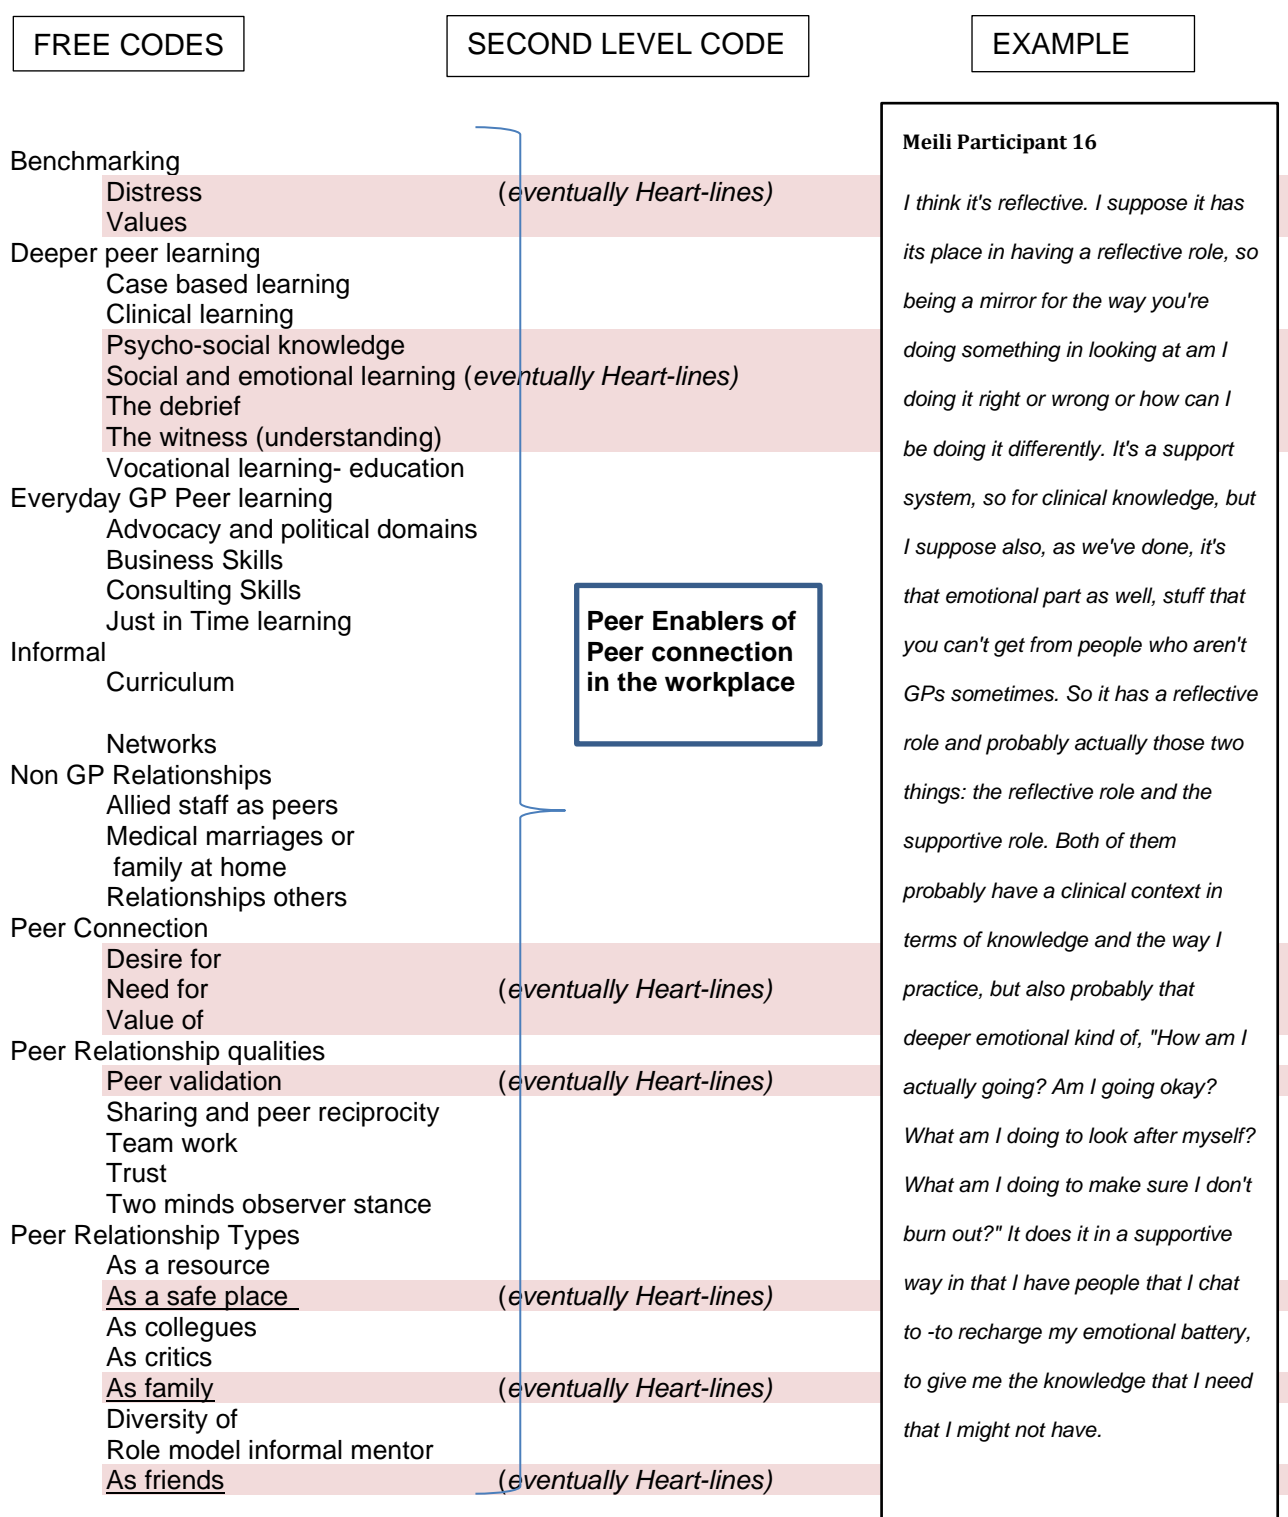 FREE CODES
SECOND LEVEL CODE
EXAMPLE
Benchmarking
Distress (eventually Heart-lines)
Values
Deeper peer learning
Case based learning
Clinical learning
Psycho-social knowledge
Social and emotional learning (eventually Heart-lines)
The debrief
The witness (understanding)
Vocational learning- education
Everyday GP Peer learning
Advocacy and political domains
Business Skills
Consulting Skills
Just in Time learning
Informal
Curriculum
Networks
Non GP Relationships
Allied staff as peers
Medical marriages or
family at home
Relationships others
Peer Connection
Desire for
Need for (eventually Heart-lines)
Value of
Peer Relationship qualities
Peer validation (eventually Heart-lines)
Sharing and peer reciprocity
Team work
Trust
Two minds observer stance
Peer Relationship Types
As a resource
As a safe place (eventually Heart-lines)
As collegues
As critics
As family (eventually Heart-lines)
Diversity of
Role model informal mentor
As friends (eventually Heart-lines)
Peer Enablers of
Peer connection
in the workplace
Meili Participant 16
I think it's reflective. I suppose it has
its place in having a reflective role, so
being a mirror for the way you're
doing something in looking at am I
doing it right or wrong or how can I
be doing it differently. It's a support
system, so for clinical knowledge, but
I suppose also, as we've done, it's
that emotional part as well, stuff that
you can't get from people who aren't
GPs sometimes. So it has a reflective
role and probably actually those two
things: the reflective role and the
supportive role. Both of them
probably have a clinical context in
terms of knowledge and the way I
practice, but also probably that
deeper emotional kind of, "How am I
actually going? Am I going okay?
What am I doing to look after myself?
What am I doing to make sure I don't
burn out?" It does it in a supportive
way in that I have people that I chat
to -to recharge my emotional battery,
to give me the knowledge that I need
that I might not have.